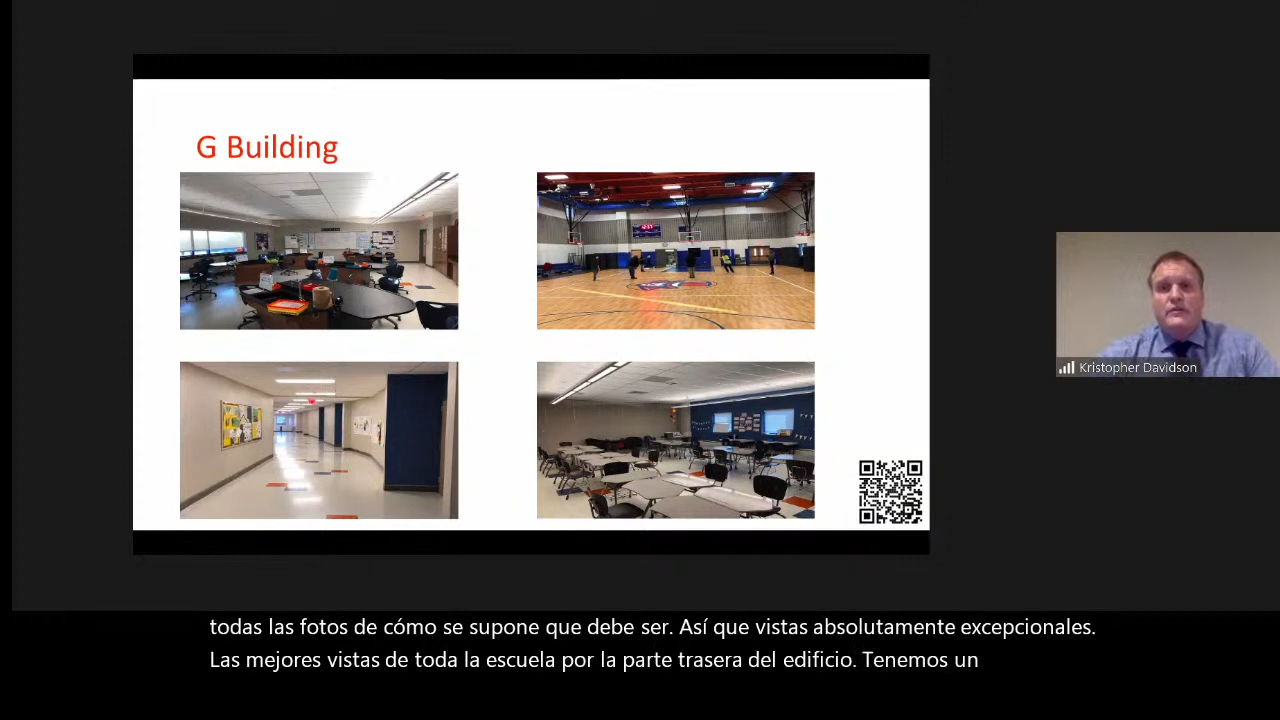 G Building
Kristopher Davidson
todas las fotos de cómo se supone que debe ser. Así que vistas absolutamente excepcionales.
Las mejores vistas de toda la escuela por la parte trasera del edificio. Tenemos un